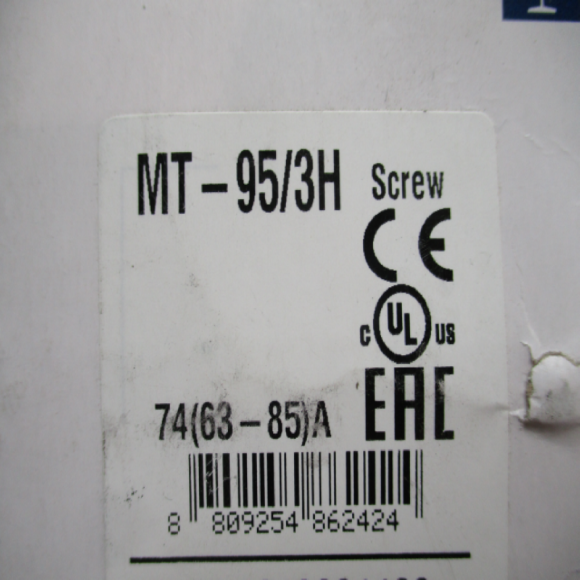 MT-95/3H Screw
CE
C UL US
74(63-85)A EAC
8 809254 862424